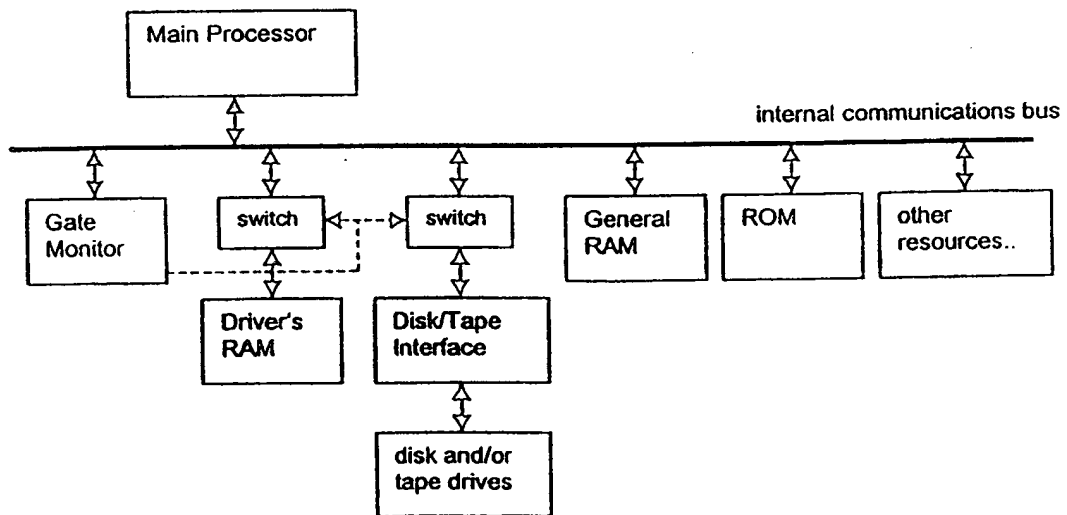 Main Processor
internal communications bus
Gate
Monitor
switch
switch
General
RAM
ROM
other
resources..
Driver's
RAM
Disk/Tape
Interface
disk and/or
tape drives